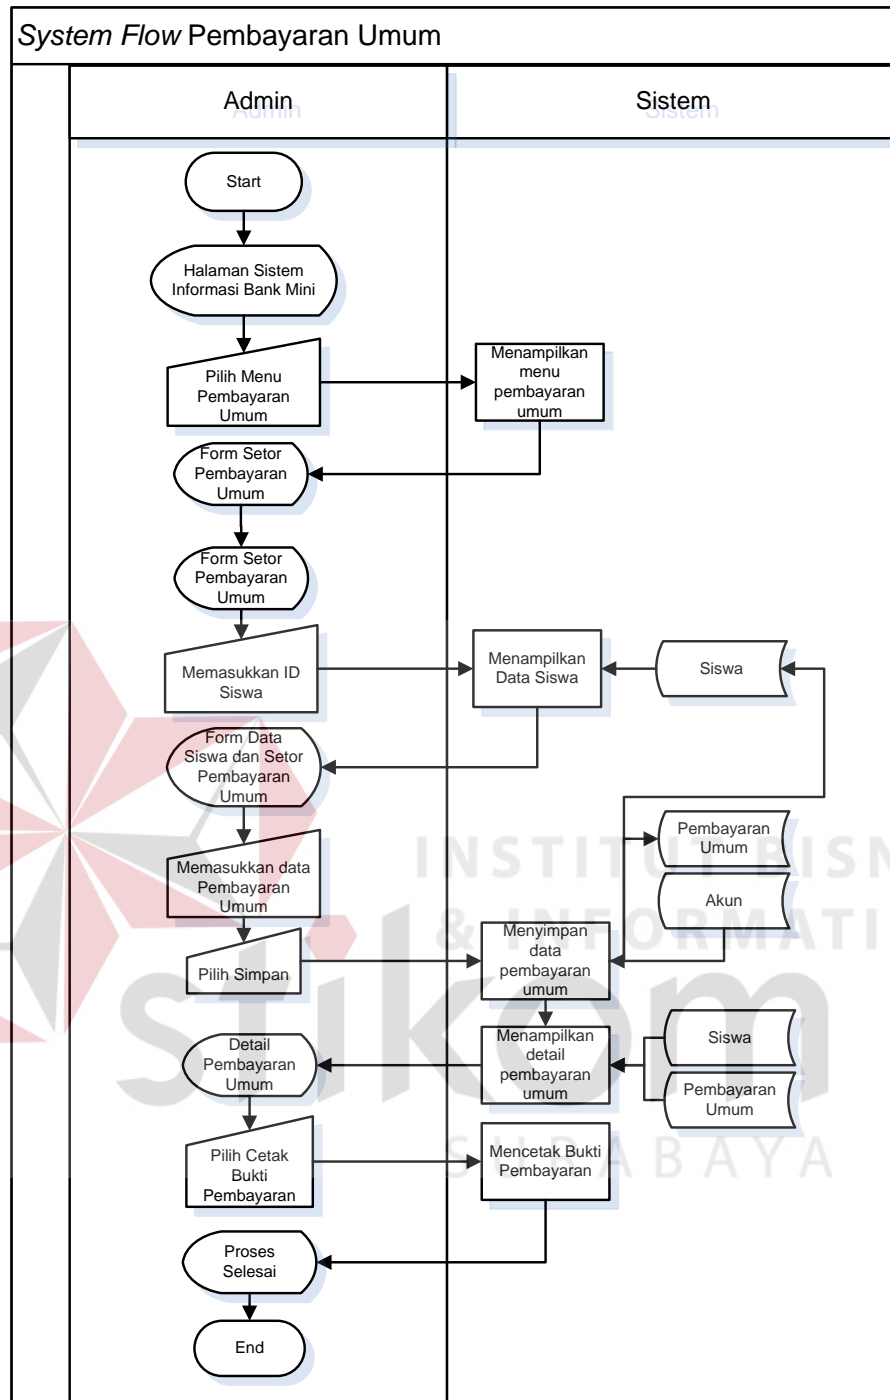 System Flow Pembayaran Umum
Admin
Sistem
Start
Halaman Sistem
Informasi Bank Mini
Pilih Menu
Pembayaran
Umum
Menampilkan
menu
pembayaran
umum
Form Setor
Pembayaran
Umum
Form Setor
Pembayaran
Umum
Memasukkan ID
Siswa
Menampilkan
Data Siswa
Siswa
Form Data
Siswa dan Setor
Pembayaran
Umum
Pembayaran
Umum
Akun
Memasukkan data
Pembayaran
Umum
Pilih Simpan
Menyimpan
data
pembayaran
umum
Menampilkan
detail
pembayaran
umum
Siswa
Pembayaran
Umum
Detail
Pembayaran
Umum
Pilih Cetak
Bukti
Pembayaran
Mencetak Bukti
Pembayaran
Proses
Selesai
End
INSTITUT BISN
& INFORMATI
stikom
SURABAYA